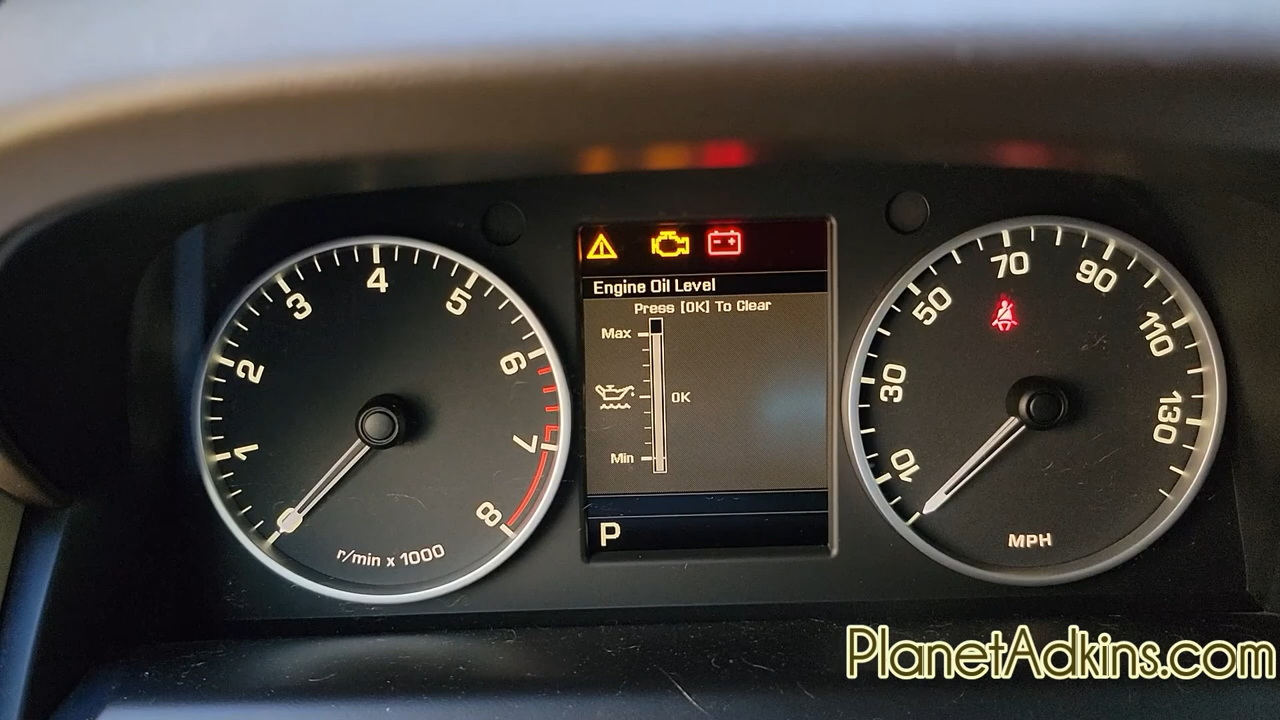 Engine Oil Level
Press [OK] To Clear
Max
OK
Min
P
0
1
2
3
4
5
6
7
8
r/min x 1000
10
30
50
70
90
110
130
MPH
PlanetAdkins.com